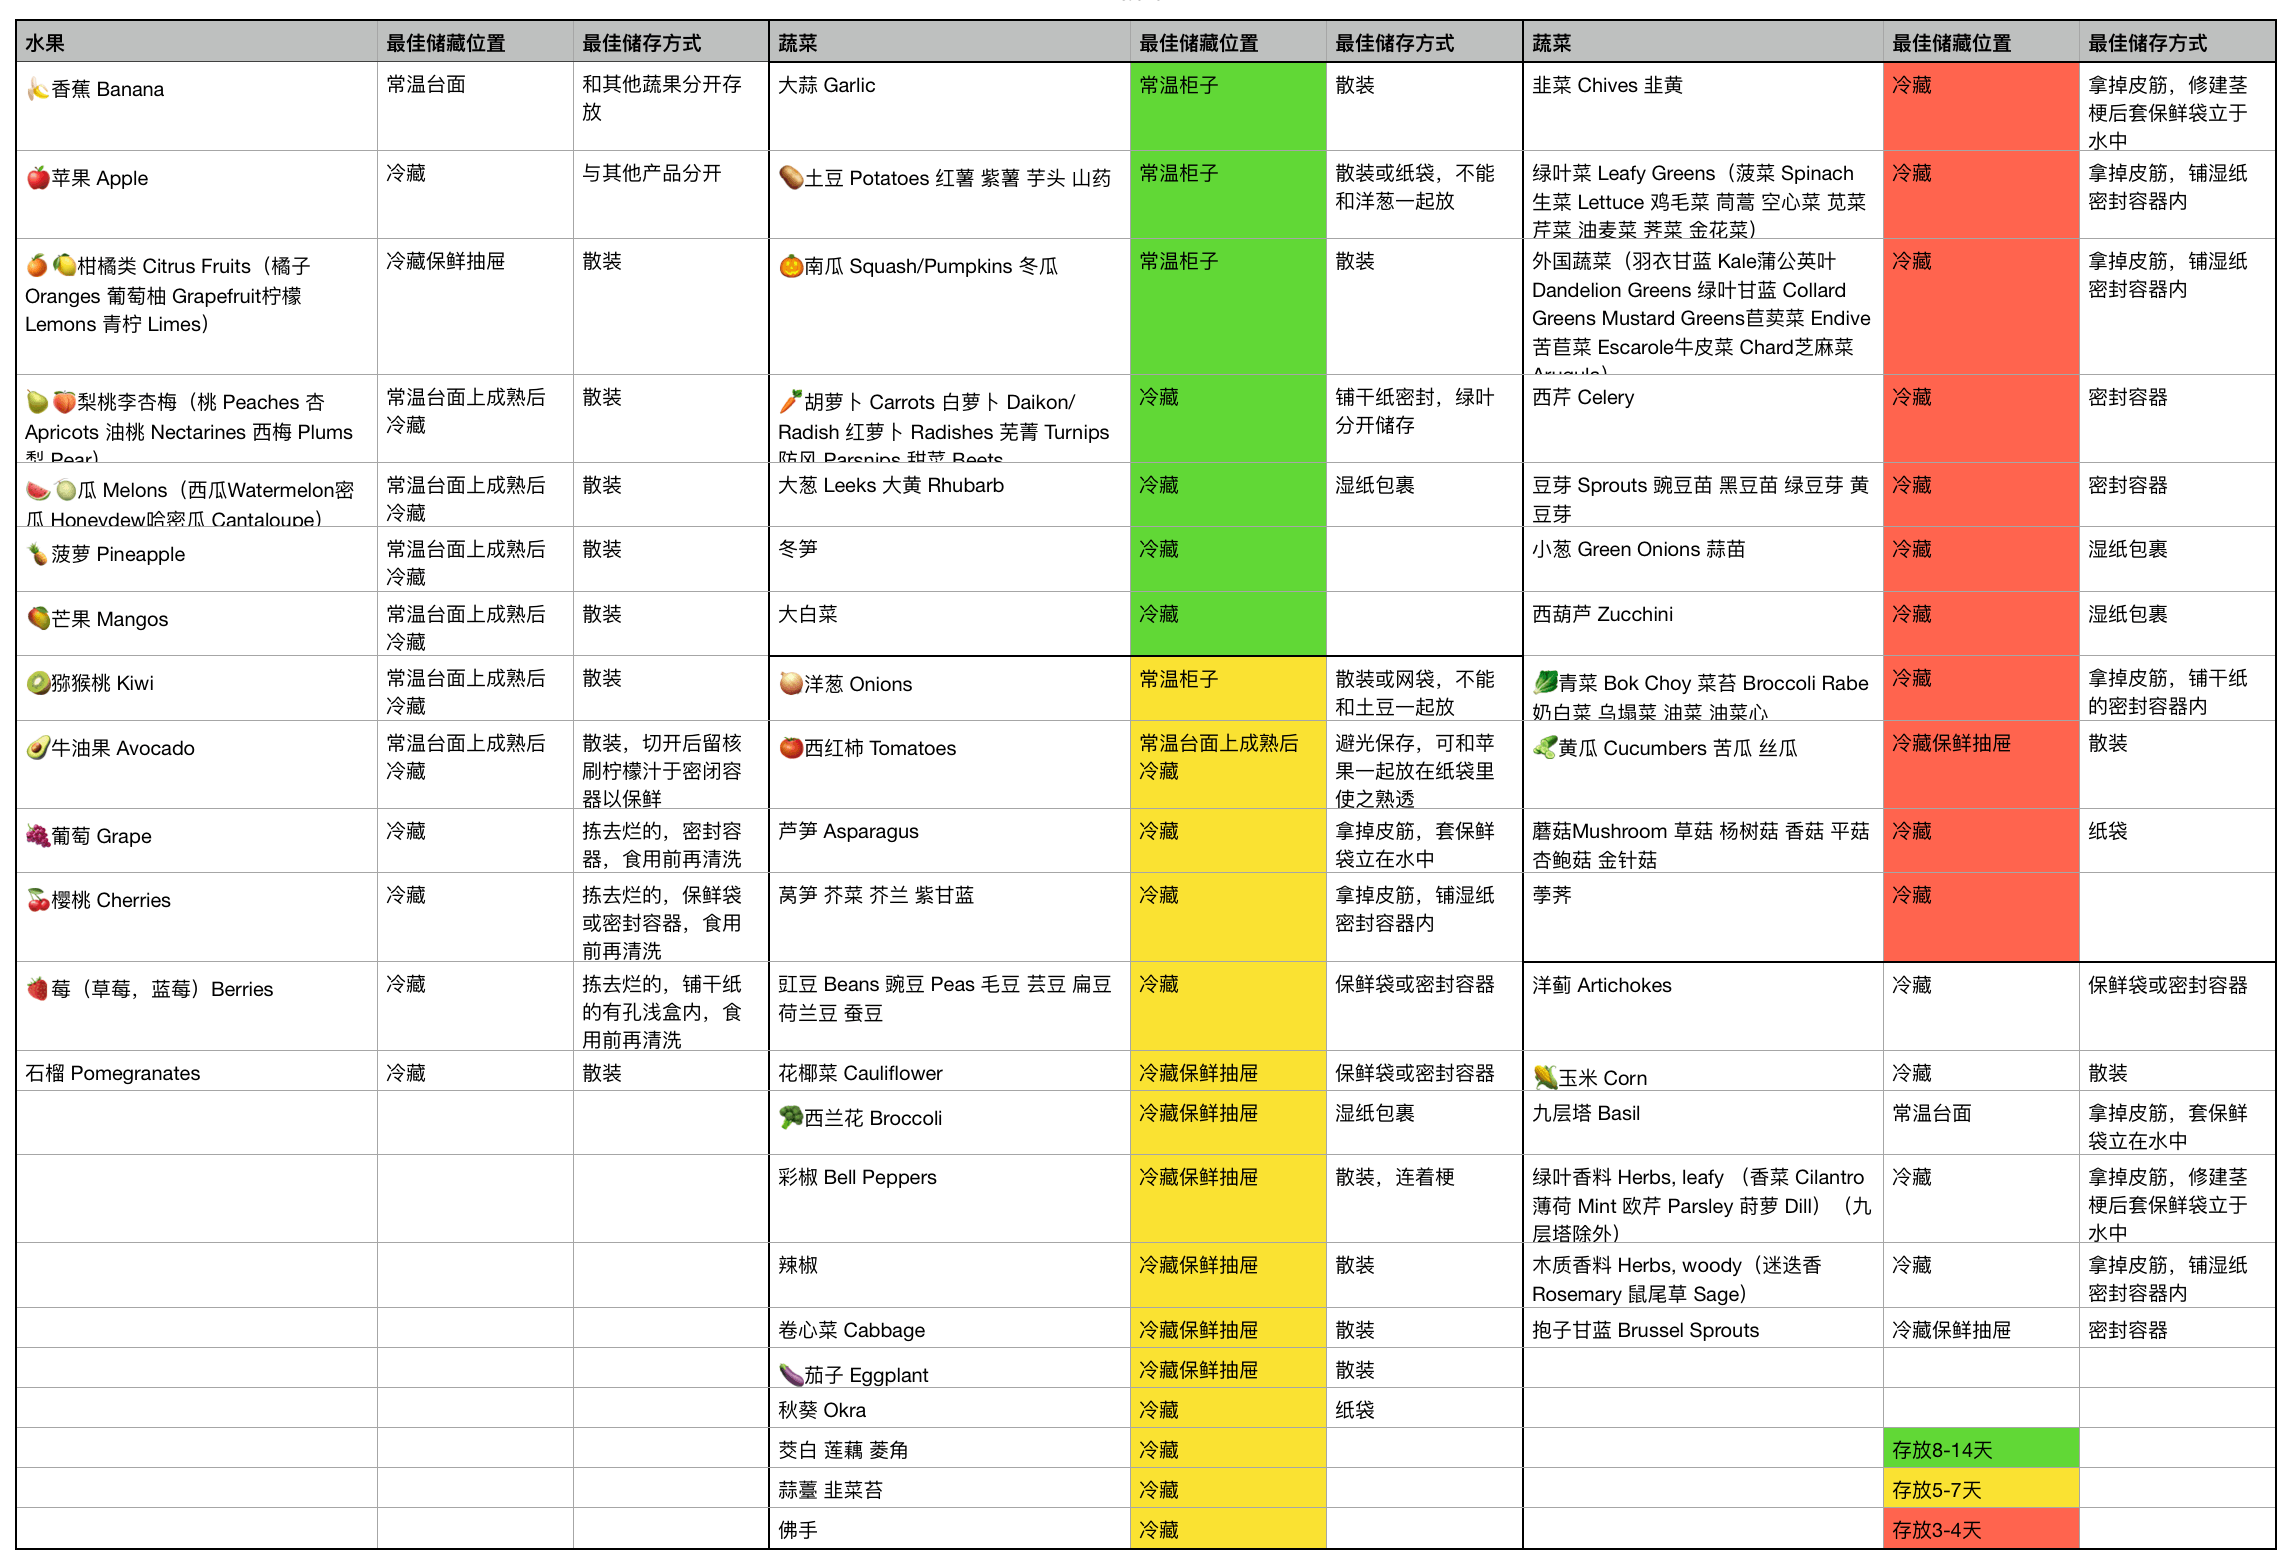 水果 最佳储藏位置 最佳储存方式 蔬菜 最佳储藏位置 最佳储存方式 蔬菜 最佳储藏位置 最佳储存方式
香蕉 Banana
常温台面
和其他蔬果分开存
放
大蒜 Garlic
常温柜子
散装
韭菜 Chives 韭黄
冷藏
拿掉皮筋，修建茎
梗后套保鲜袋立于
水中
苹果 Apple
冷藏
与其他产品分开
土豆 Potatoes 红薯 紫薯 芋头 山药
常温柜子
散装或纸袋，不能
和洋葱一起放
绿叶菜 Leafy Greens（菠菜 Spinach
生菜 Lettuce 鸡毛菜 茼蒿 空心菜 苋菜
芹菜 油麦菜 荠菜 金花菜）
冷藏
拿掉皮筋，铺湿纸
密封容器内
柑橘类 Citrus Fruits（橘子
Oranges 葡萄柚 Grapefruit柠檬
Lemons 青柠 Limes）
冷藏保鲜抽屉
散装
南瓜 Squash/Pumpkins 冬瓜
常温柜子
散装
外国蔬菜（羽衣甘蓝 Kale蒲公英叶
Dandelion Greens 绿叶甘蓝 Collard
Greens Mustard Greens苣荬菜 Endive
苦苣菜 Escarole牛皮菜 Chard芝麻菜
Arugula）
冷藏
拿掉皮筋，铺湿纸
密封容器内
梨桃李杏梅（桃 Peaches 杏
Apricots 油桃 Nectarines 西梅 Plums
梨 Pear）
常温台面上成熟后
冷藏
散装
胡萝卜 Carrots 白萝卜 Daikon/
Radish 红萝卜 Radishes 芜菁 Turnips
防风 Parsnips 甜菜 Beets
冷藏
铺干纸密封，绿叶
分开储存
西芹 Celery
冷藏
密封容器
瓜 Melons（西瓜Watermelon密
瓜 Honeydew哈密瓜 Cantaloupe）
常温台面上成熟后
冷藏
散装
大葱 Leeks 大黄 Rhubarb
冷藏
湿纸包裹
豆芽 Sprouts 豌豆苗 黑豆苗 绿豆芽 黄
豆芽
冷藏
密封容器
菠萝 Pineapple
常温台面上成熟后
冷藏
散装
冬笋
冷藏
小葱 Green Onions 蒜苗
冷藏
湿纸包裹
芒果 Mangos
常温台面上成熟后
冷藏
散装
大白菜
冷藏
西葫芦 Zucchini
冷藏
湿纸包裹
猕猴桃 Kiwi
常温台面上成熟后
冷藏
散装
洋葱 Onions
常温柜子
散装或网袋，不能
和土豆一起放
青菜 Bok Choy 菜苔 Broccoli Rabe
奶白菜 乌塌菜 油菜 油菜心
冷藏
拿掉皮筋，铺干纸
的密封容器内
牛油果 Avocado
常温台面上成熟后
冷藏
散装，切开后留核
刷柠檬汁于密闭容
器以保鲜
西红柿 Tomatoes
常温台面上成熟后
冷藏
避光保存，可和苹
果一起放在纸袋里
使之熟透
黄瓜 Cucumbers 苦瓜 丝瓜
冷藏保鲜抽屉
散装
葡萄 Grape
冷藏
拣去烂的，密封容
器，食用前再清洗
芦笋 Asparagus
冷藏
拿掉皮筋，套保鲜
袋立在水中
蘑菇Mushroom 草菇 杨树菇 香菇 平菇
杏鲍菇 金针菇
冷藏
纸袋
樱桃 Cherries
冷藏
拣去烂的，保鲜袋
或密封容器，食用
前再清洗
莴笋 芥菜 芥兰 紫甘蓝
冷藏
拿掉皮筋，铺湿纸
密封容器内
荸荠
冷藏
莓（草莓，蓝莓）Berries
冷藏
拣去烂的，铺干纸
的有孔浅盒内，食
用前再清洗
豇豆 Beans 豌豆 Peas 毛豆 芸豆 扁豆
荷兰豆 蚕豆
冷藏
保鲜袋或密封容器
洋蓟 Artichokes
冷藏
保鲜袋或密封容器
石榴 Pomegranates
冷藏
散装
花椰菜 Cauliflower
冷藏保鲜抽屉
保鲜袋或密封容器
玉米 Corn
冷藏
散装
西兰花 Broccoli
冷藏保鲜抽屉
湿纸包裹
九层塔 Basil
常温台面
拿掉皮筋，套保鲜
袋立在水中
彩椒 Bell Peppers
冷藏保鲜抽屉
散装，连着梗
绿叶香料 Herbs, leafy （香菜 Cilantro
薄荷 Mint 欧芹 Parsley 莳萝 Dill）（九
层塔除外）
冷藏
拿掉皮筋，修建茎
梗后套保鲜袋立于
水中
辣椒
冷藏保鲜抽屉
散装
木质香料 Herbs, woody（迷迭香
Rosemary 鼠尾草 Sage）
冷藏
拿掉皮筋，铺湿纸
密封容器内
卷心菜 Cabbage
冷藏保鲜抽屉
散装
抱子甘蓝 Brussel Sprouts
冷藏保鲜抽屉
密封容器
茄子 Eggplant
冷藏保鲜抽屉
散装
秋葵 Okra
冷藏
纸袋
茭白 莲藕 菱角
冷藏
存放8-14天
蒜薹 韭菜苔
冷藏
存放5-7天
佛手
冷藏
存放3-4天